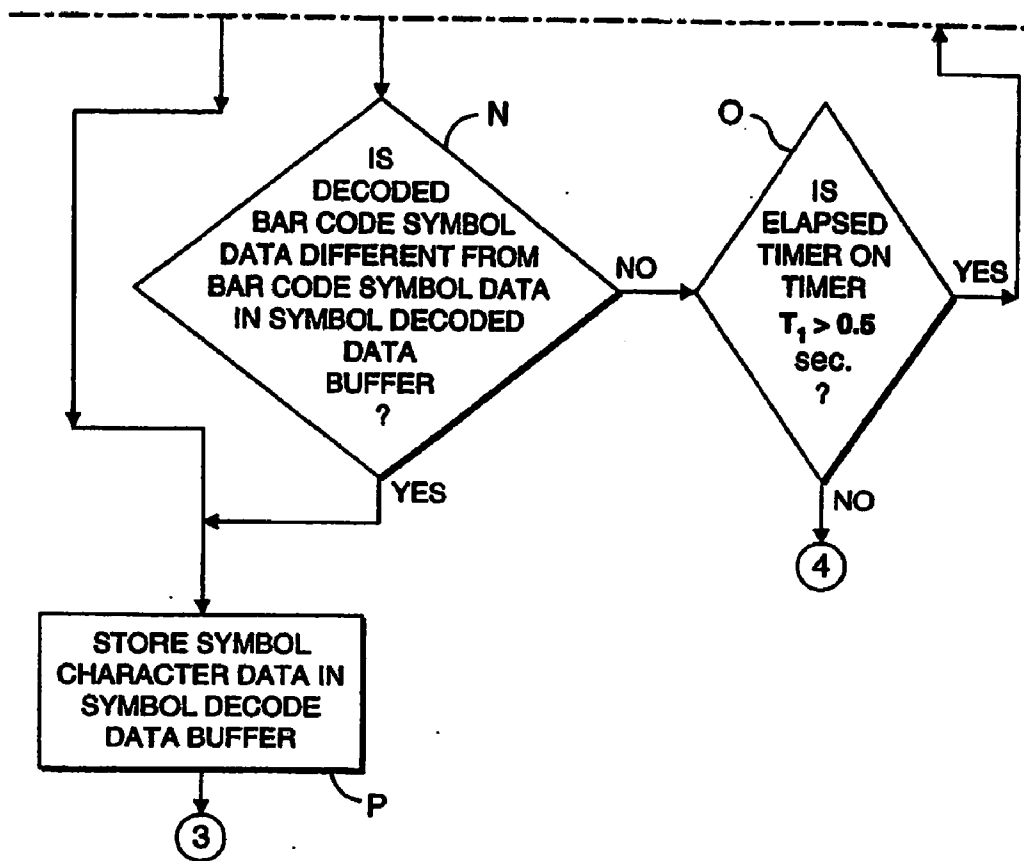 N
IS
DECODED
BAR CODE SYMBOL
DATA DIFFERENT FROM
BAR CODE SYMBOL DATA
IN SYMBOL DECODED
DATA
BUFFER
?
NO
YES
O
IS
ELAPSED
TIMER ON
TIMER
T₁ > 0.5
sec.
?
YES
NO
4
STORE SYMBOL
CHARACTER DATA IN
SYMBOL DECODE
DATA BUFFER
P
3